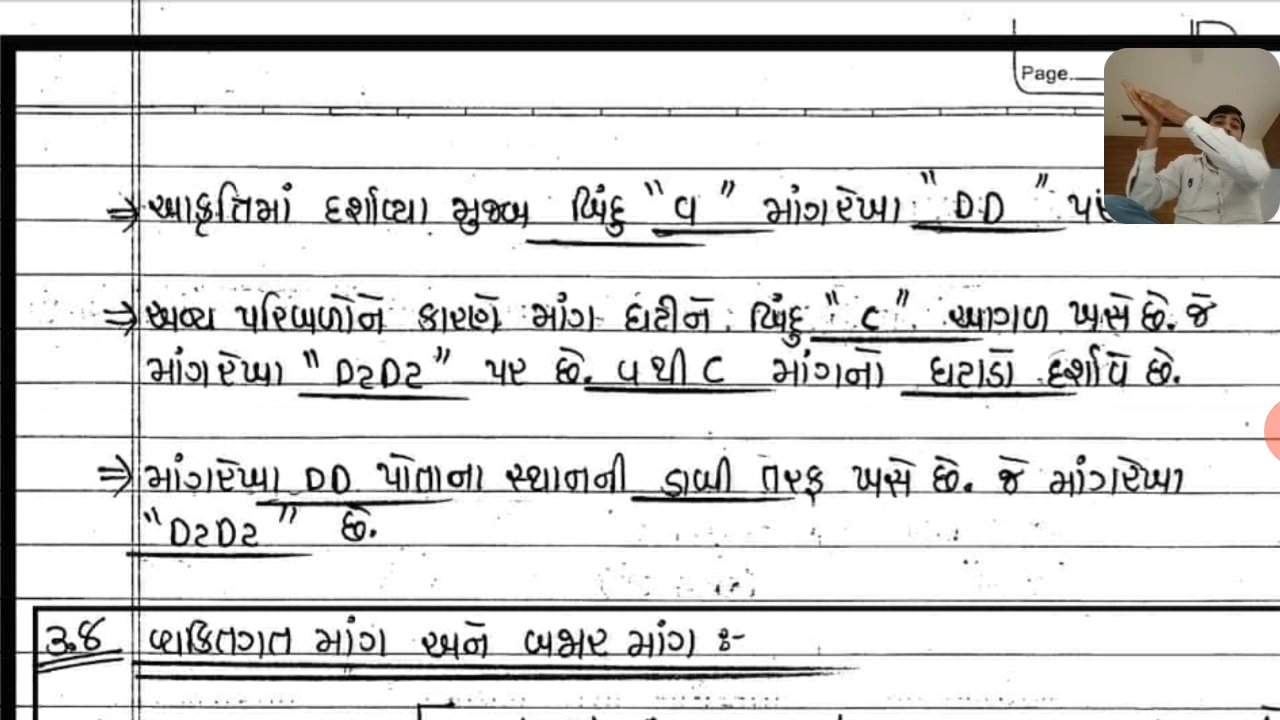 Page.
⇒ આકૃતિમાં દર્શાવ્યા મુજબ બિંદુ "વ" માંગરેખા "DD" પર
⇒ અન્ય પરિબળોને કારણે માંગ ઘટીને બિંદુ "C" આગળ ખસે છે. જે
માંગરેખા "D2D2" પર છે. વ થી C માંગનો ઘટાડો દર્શાવે છે.
⇒ માંગરેખા DD પોતાના સ્થાનની ડાબી તરફ ખસે છે. જે માંગરેખા
"D2D2" છે.
3.8 વ્યકિતગત માંગ અને બજાર માંગ :-